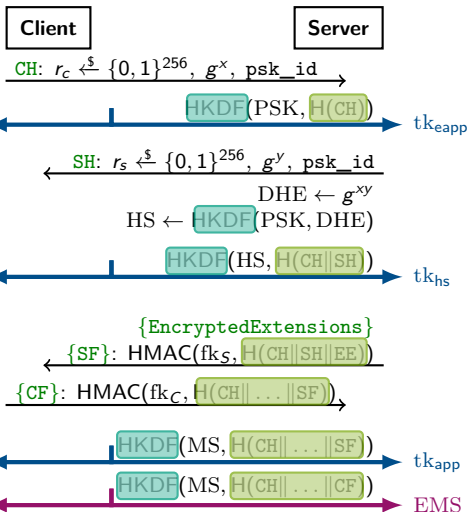 Client Server
CH: r_c ←$ {0, 1}^256, g^x, psk_id
HKDF(PSK, H(CH))
tk_eapp
SH: r_s ←$ {0, 1}^256, g^y, psk_id
DHE ← g^xy
HS ← HKDF(PSK, DHE)
HKDF(HS, H(CH‖SH))
tk_hs
{EncryptedExtensions}
{SF}: HMAC(fk_S, H(CH‖SH‖EE))
{CF}: HMAC(fk_C, H(CH‖...‖SF))
HKDF(MS, H(CH‖...‖SF))
tk_app
HKDF(MS, H(CH‖...‖CF))
EMS